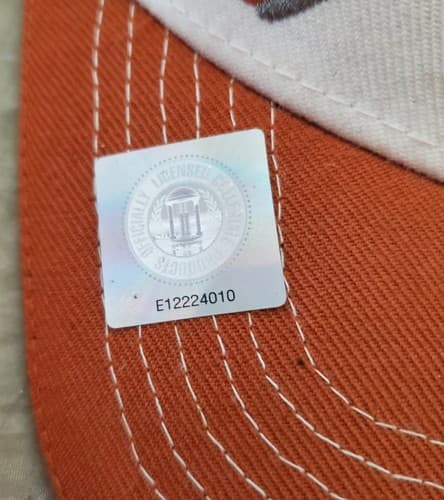 OFFICIALLY LICENSED COLLEGIATE PRODUCTS
E12224010